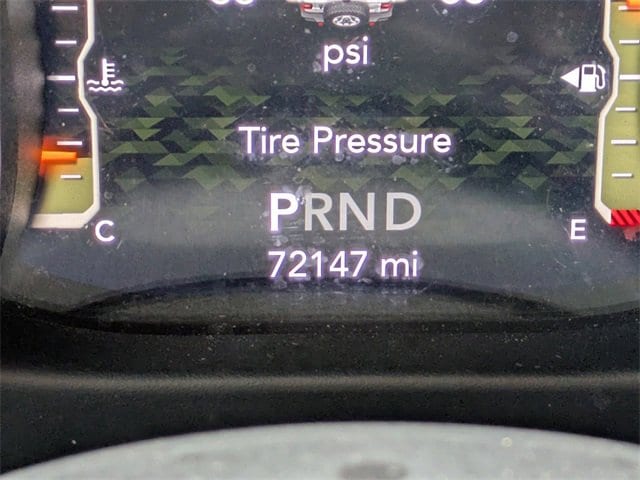 psi
Tire Pressure
PRND
C
E
72147 mi